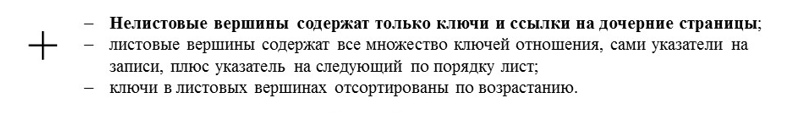 – Нелистовые вершины содержат только ключи и ссылки на дочерние страницы;
+ – листовые вершины содержат все множество ключей отношения, сами указатели на
записи, плюс указатель на следующий по порядку лист;
– ключи в листовых вершинах отсортированы по возрастанию.